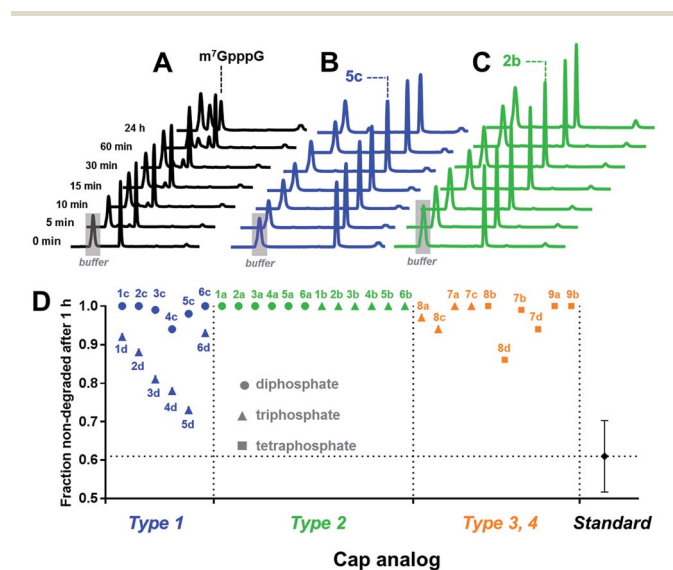 A
m⁷GpppG
B
5c
C
2b
24 h
60 min
30 min
15 min
10 min
5 min
0 min
buffer
buffer
buffer
D
Fraction non-degraded after 1 h
1.0
0.9
0.8
0.7
0.6
0.5
1c 2c 3c 4c 5c 6c
1d 2d 3d 4d 5d 6d
1a 2a 3a 4a 5a 6a 1b 2b 3b 4b 5b 6b
8a 8c 7a 7c 8b 8d 7b 7d 9a 9b
diphosphate
triphosphate
tetraphosphate
Type 1
Type 2
Type 3, 4
Standard
Cap analog